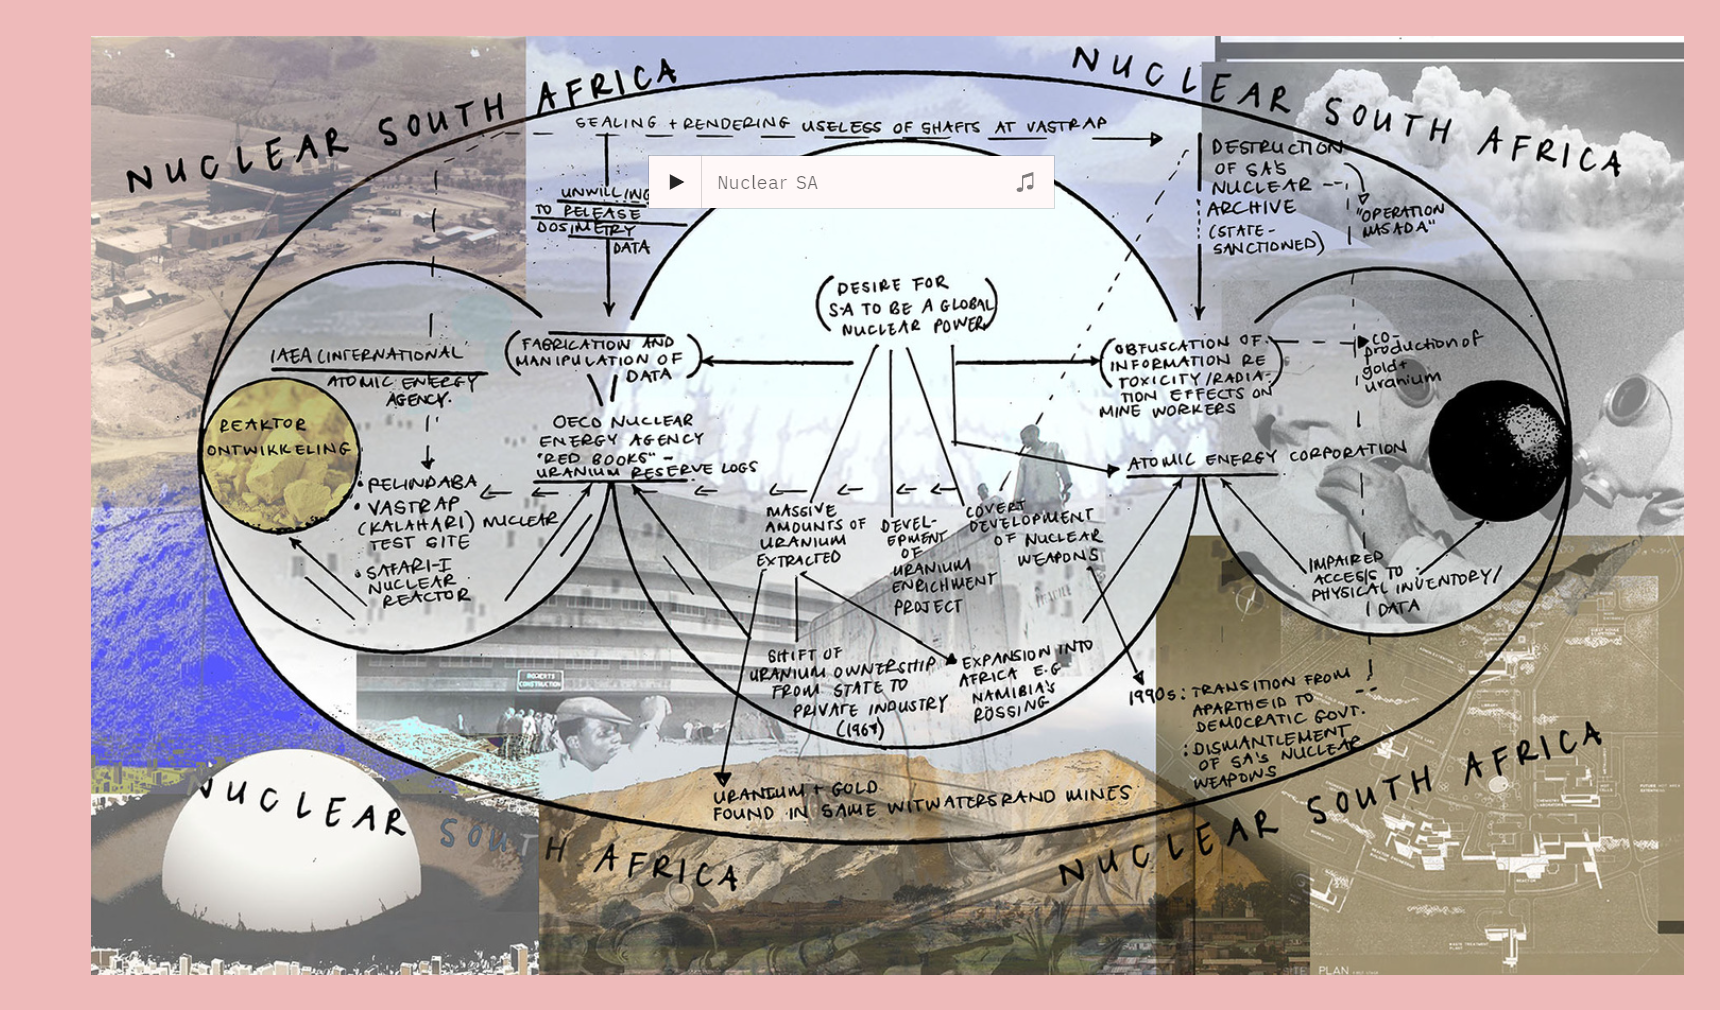 NUCLEAR SOUTH AFRICA
NUCLEAR SOUTH AFRICA
SEALING + RENDERING USELESS OF SHAFTS AT VASTRAP
UNWILLING
TO RELEASE
DOSIMETRY
DATA
Nuclear SA
DESTRUCTION
OF SA'S
NUCLEAR
ARCHIVE
(STATE-
SANCTIONED)
"OPERATION
MASADA"
(DESIRE FOR
SA TO BE A GLOBAL
NUCLEAR POWER)
IAEA (INTERNATIONAL
ATOMIC ENERGY
AGENCY.
(FABRICATION AND
MANIPULATION OF
DATA)
(OBFUSCATION OF
INFORMATION RE
TOXICITY/RADIA-
TION EFFECTS ON
MINE WORKERS)
CO-
production of
gold+
uranium
REAKTOR
ONTWIKKELING
OECD NUCLEAR
ENERGY AGENCY
"RED BOOKS" -
URANIUM RESERVE LOGS
ATOMIC ENERGY CORPORATION
• PELINDABA
• VASTRAP
(KALAHARI) NUCLEAR
TEST SITE
• SAFARI-I
NUCLEAR
REACTOR
MASSIVE
AMOUNTS OF
URANIUM
EXTRACTED
DEVEL-
EPMENT
OF
URANIUM
ENRICHMENT
PROJECT
COVERT
DEVELOPMENT
OF NUCLEAR
WEAPONS
IMPAIRED
ACCESS TO
PHYSICAL INVENTORY/
DATA
SHIFT OF
URANIUM OWNERSHIP
FROM STATE TO
PRIVATE INDUSTRY
EXPANSION INTO
AFRICA E.G
NAMIBIA'S
RÖSSING
1990s: TRANSITION FROM
APARTHEID TO
DEMOCRATIC GOVT.
: DISMANTLEMENT
OF SA'S NUCLEAR
WEAPONS
ROBERTS
CONSTRUCTION
URANIUM + GOLD
FOUND IN SAME WITWATERSRAND MINES
NUCLEAR SOUTH AFRICA
NUCLEAR SOUTH AFRICA
SITE PLAN